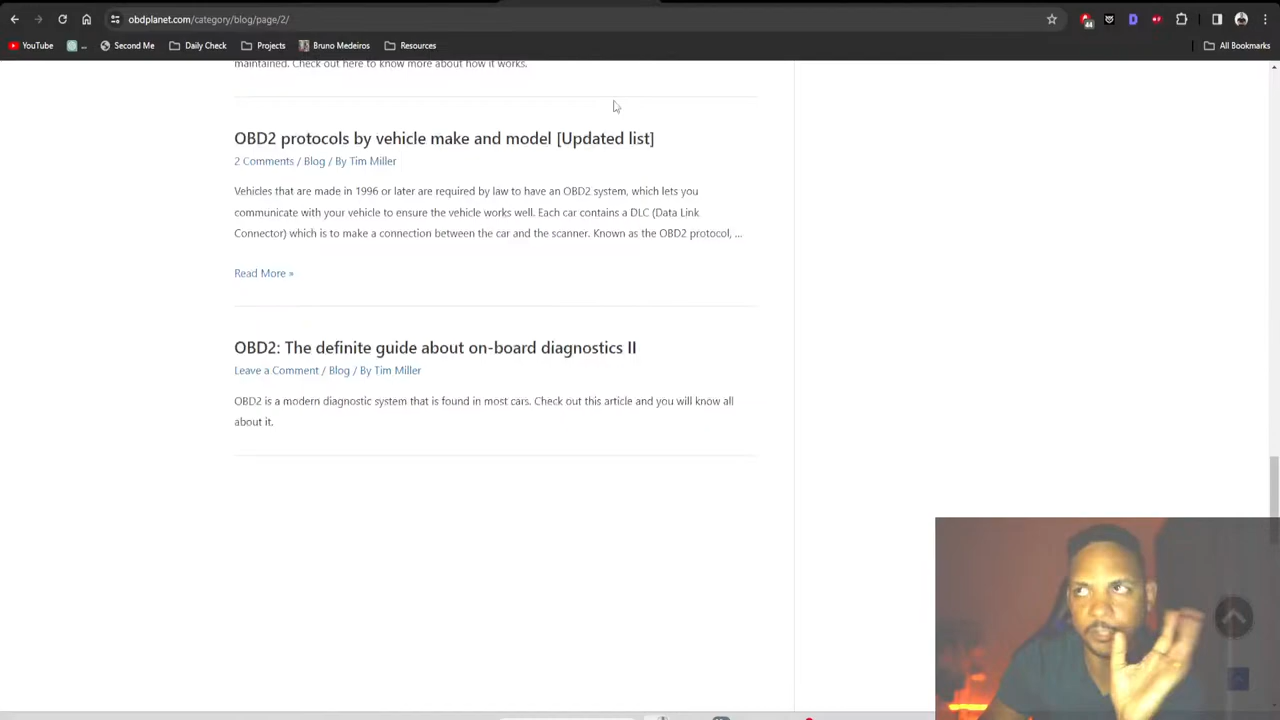 obdplanet.com/category/blog/page/2/
YouTube
...
Second Me
Daily Check
Projects
Bruno Medeiros
Resources
All Bookmarks
maintained. Check out here to know more about how it works.
OBD2 protocols by vehicle make and model [Updated list]
2 Comments / Blog / By Tim Miller
Vehicles that are made in 1996 or later are required by law to have an OBD2 system, which lets you
communicate with your vehicle to ensure the vehicle works well. Each car contains a DLC (Data Link
Connector) which is to make a connection between the car and the scanner. Known as the OBD2 protocol, ...
Read More »
OBD2: The definite guide about on-board diagnostics II
Leave a Comment / Blog / By Tim Miller
OBD2 is a modern diagnostic system that is found in most cars. Check out this article and you will know all
about it.